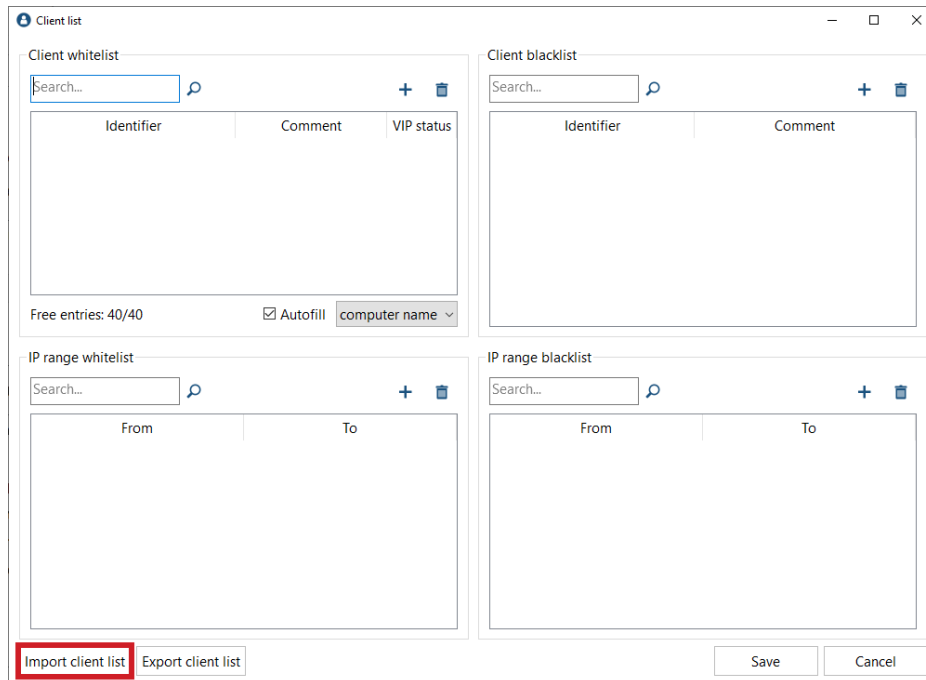 Client list
Client whitelist
Search...
Identifier Comment VIP status
Free entries: 40/40 Autofill computer name
Client blacklist
Search...
Identifier Comment
IP range whitelist
Search...
From To
IP range blacklist
Search...
From To
Import client list Export client list Save Cancel